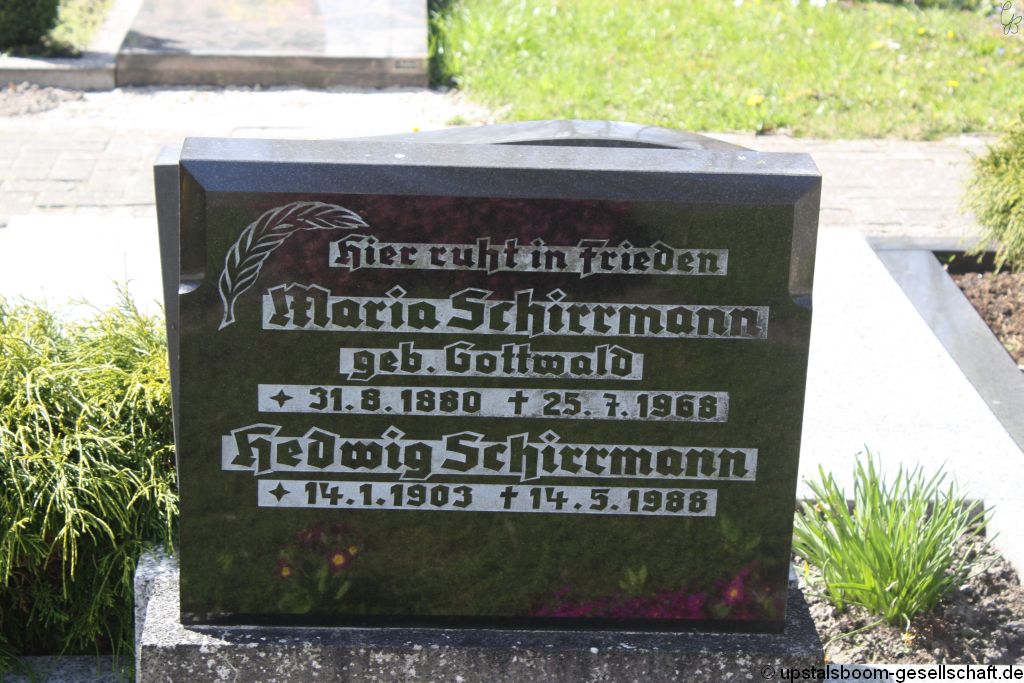 Hier ruht in Frieden
Maria Schirrmann
geb. Gottwald
✦ 31.8.1880 ✝ 25.7.1968
Hedwig Schirrmann
✦ 14.1.1903 ✝ 14.5.1988
© upstalsboom-gesellschaft.de